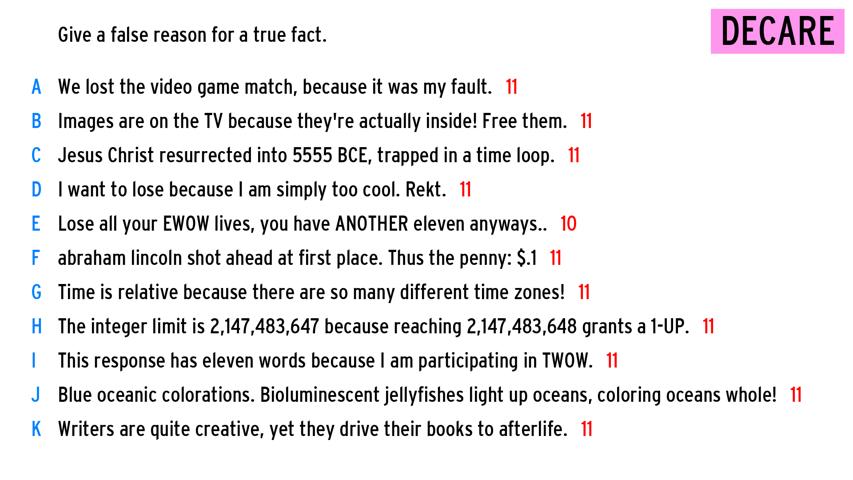 Give a false reason for a true fact.
DECARE
A We lost the video game match, because it was my fault. 11
B Images are on the TV because they're actually inside! Free them. 11
C Jesus Christ resurrected into 5555 BCE, trapped in a time loop. 11
D I want to lose because I am simply too cool. Rekt. 11
E Lose all your EWOW lives, you have ANOTHER eleven anyways.. 10
F abraham lincoln shot ahead at first place. Thus the penny: $.1 11
G Time is relative because there are so many different time zones! 11
H The integer limit is 2,147,483,647 because reaching 2,147,483,648 grants a 1-UP. 11
I This response has eleven words because I am participating in TWOW. 11
J Blue oceanic colorations. Bioluminescent jellyfishes light up oceans, coloring oceans whole! 11
K Writers are quite creative, yet they drive their books to afterlife. 11